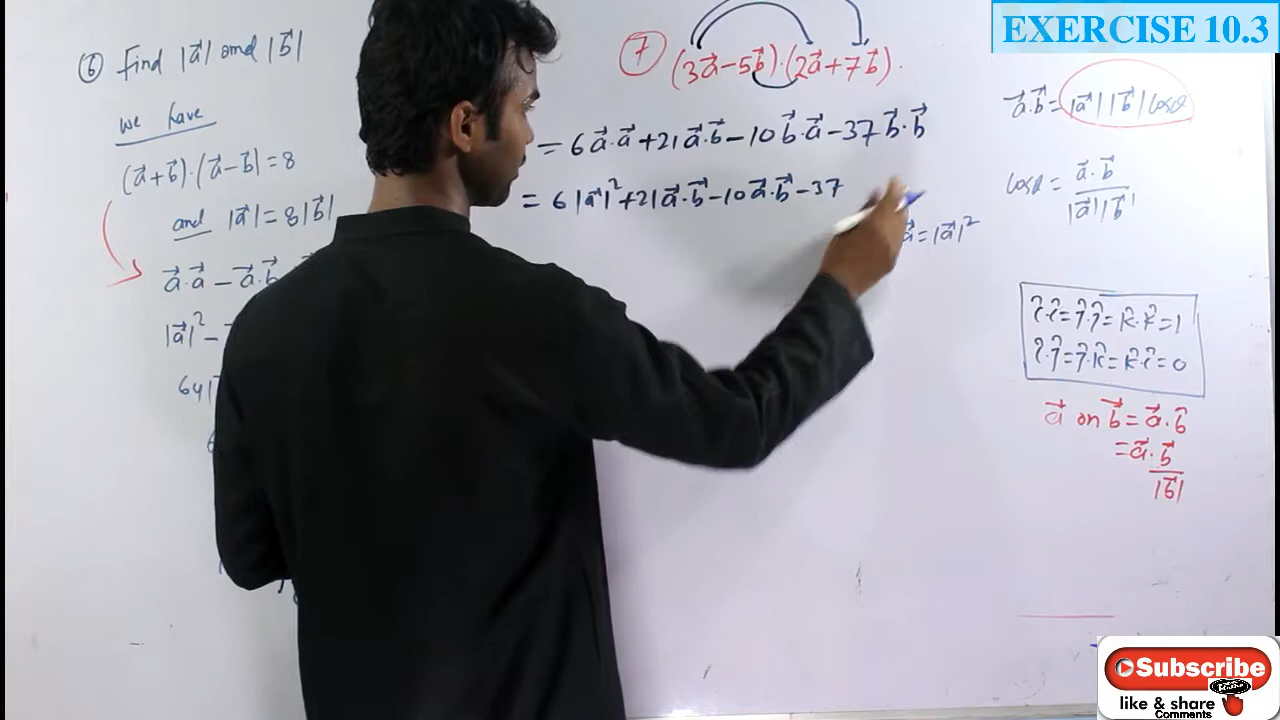 EXERCISE 10.3
⑥ Find |a⃗| and |b⃗|
we have
(a⃗+b⃗)·(a⃗-b⃗|=8
and |a⃗|=8|b⃗|
a⃗·a⃗-a⃗·b⃗
|a⃗|²-
64|
⑦ (3a⃗-5b⃗)·(2a⃗+7b⃗).
=6a⃗·a⃗+21a⃗·b⃗-10b⃗·a⃗-37b⃗·b⃗
=6|a⃗|²+21a⃗·b⃗-10a⃗·b⃗-37
a⃗=|a⃗|²
a⃗·b⃗=|a⃗||b⃗|cosθ
cosθ=a⃗·b⃗/|a⃗||b⃗|
î·î=ĵ·ĵ=k̂·k̂=1
î·ĵ=ĵ·k̂=k̂·î=0
a⃗ on b⃗=a⃗·b̂
=a⃗·b⃗/|b⃗|
Subscribe
like & share
Comments